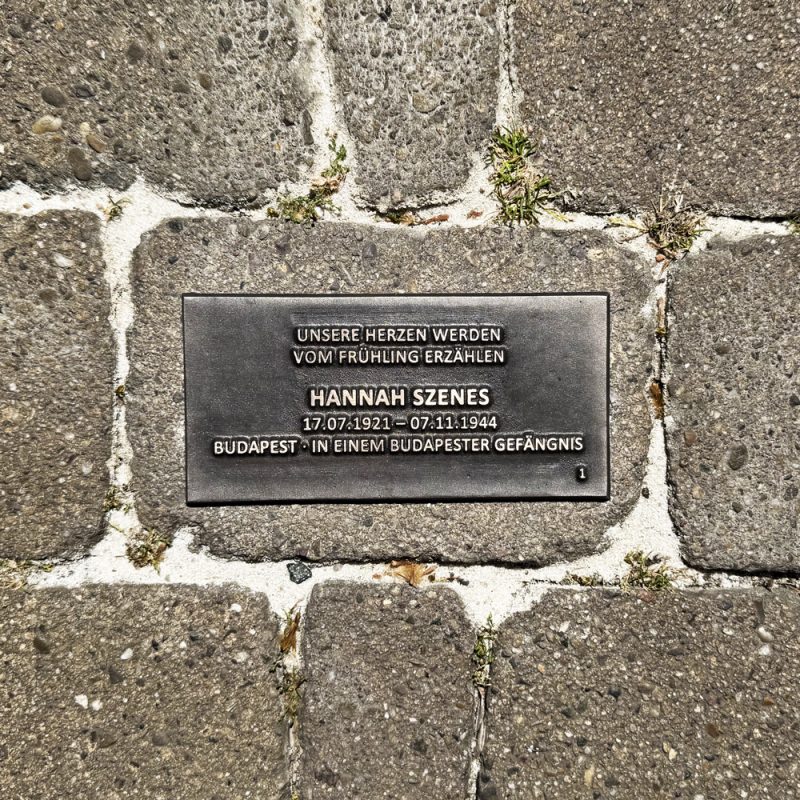 UNSERE HERZEN WERDEN
VOM FRÜHLING ERZÄHLEN
HANNAH SZENES
17.07.1921 – 07.11.1944
BUDAPEST · IN EINEM BUDAPESTER GEFÄNGNIS
1